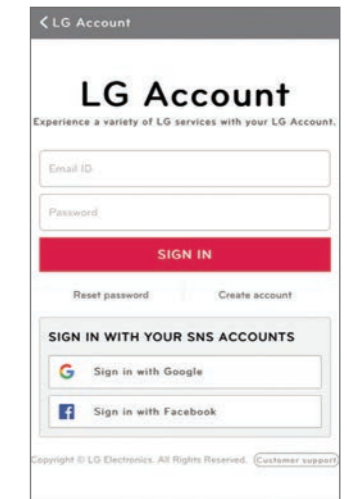 LG Account
LG Account
Experience a variety of LG services with your LG Account.
Email ID
Password
SIGN IN
Reset password
Create account
SIGN IN WITH YOUR SNS ACCOUNTS
Sign in with Google
Sign in with Facebook
Copyright © LG Electronics. All Rights Reserved. Customer support